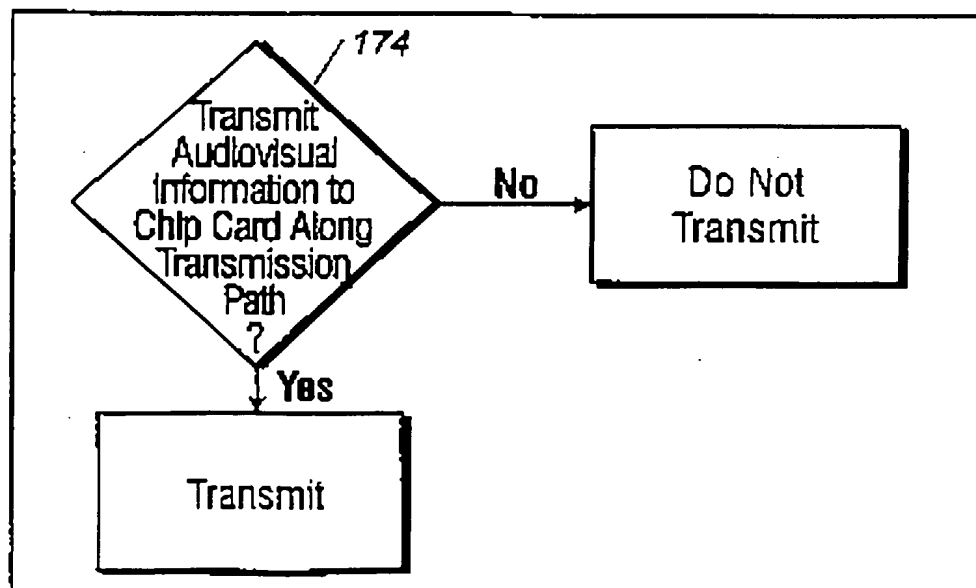 174
Transmit
Audiovisual
Information to
Chip Card Along
Transmission
Path
?
No
Do Not
Transmit
Yes
Transmit